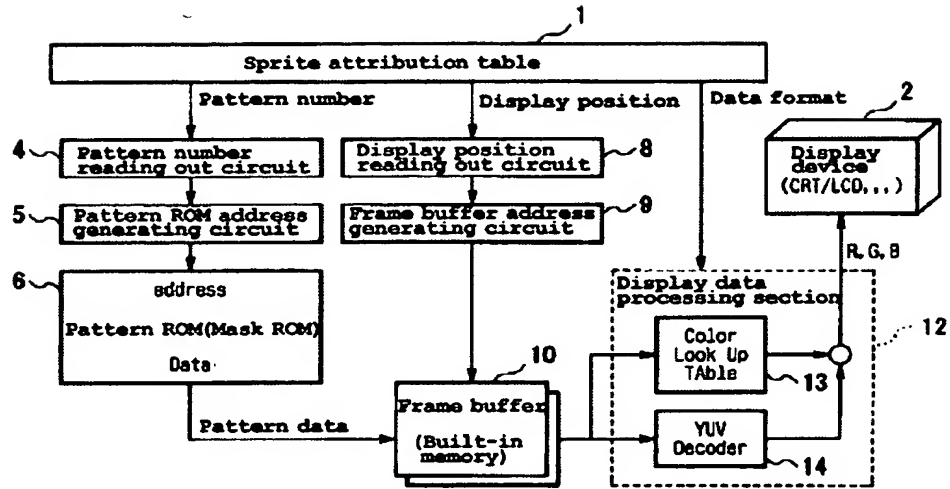 1
Sprite attribution table
Pattern number
Display position
Data format
2
4
Pattern number
reading out circuit
Display position
reading out circuit
8
Display
device
(CRT/LCD,..)
5
Pattern ROM address
generating circuit
Frame buffer address
generating circuit
9
R, G, B
6
address
Pattern ROM(Mask ROM)
Data
Display data
processing section
12
Color
Look Up
TAble
13
10
Frame buffer
(Built-in
memory)
Pattern data
YUV
Decoder
14